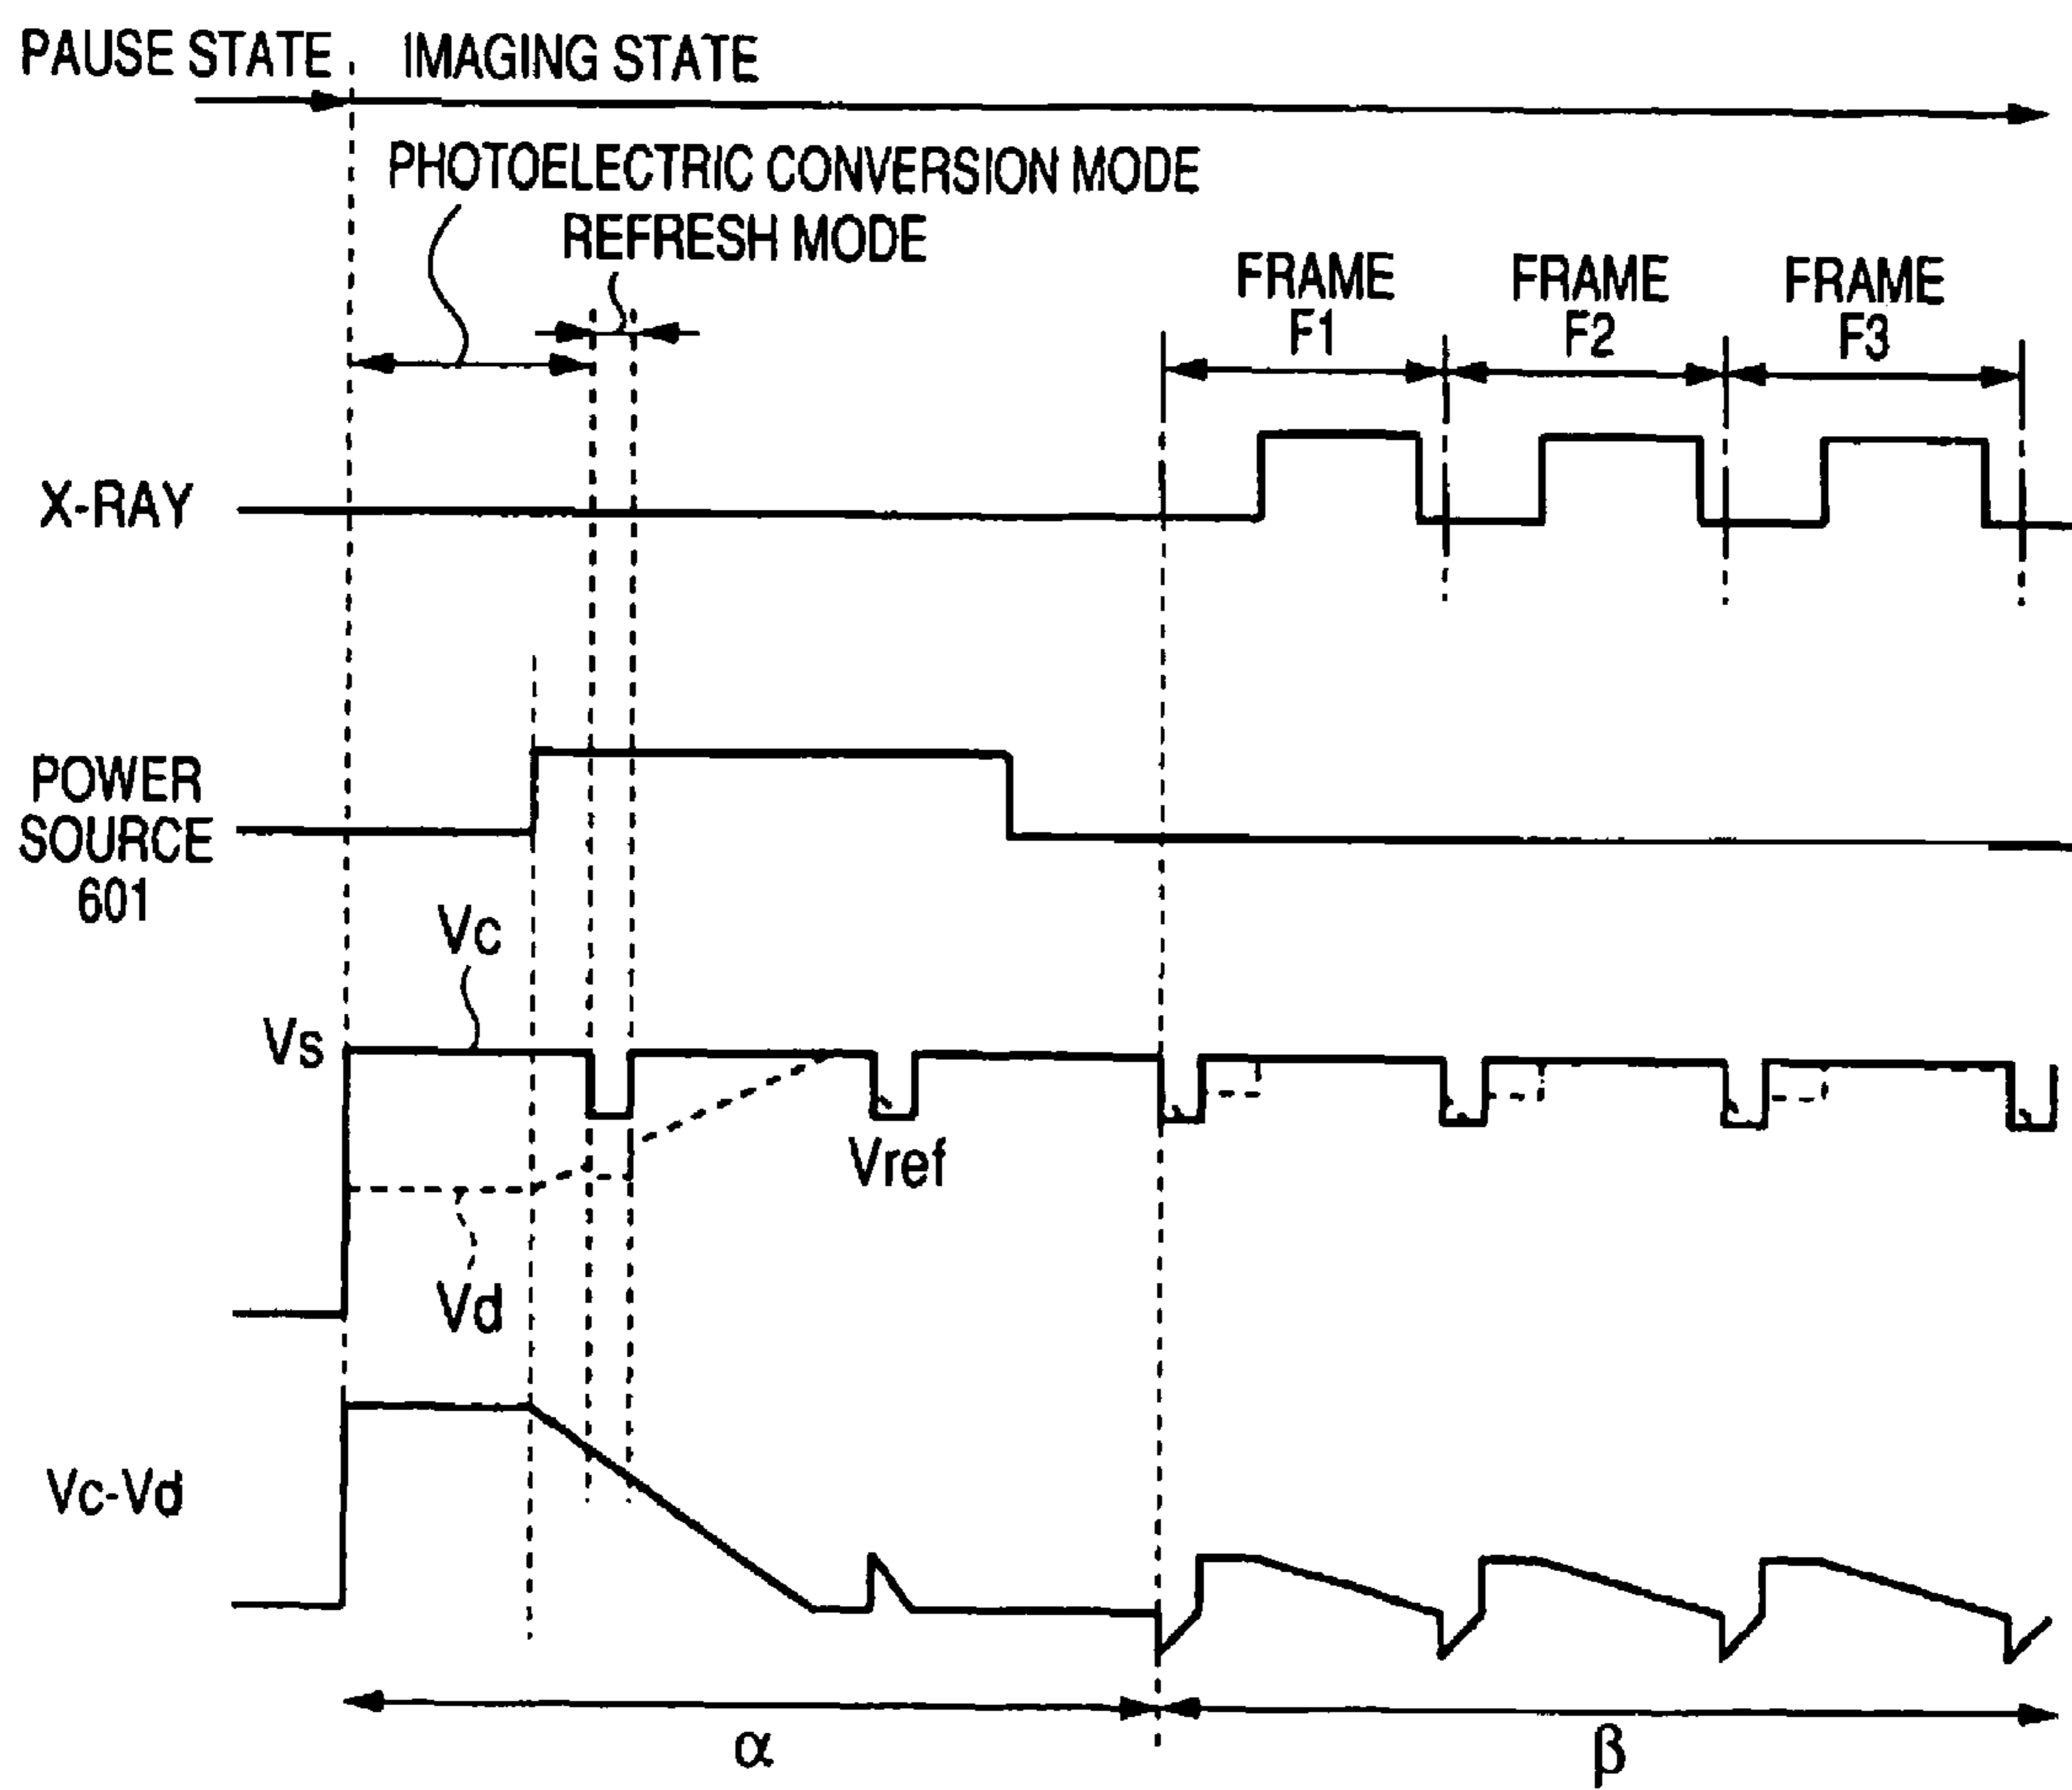 PAUSE STATE
IMAGING STATE
PHOTOELECTRIC CONVERSION MODE
REFRESH MODE
FRAME
F1
FRAME
F2
FRAME
F3
X-RAY
POWER
SOURCE
601
Vc
Vs
Vref
Vd
Vc-Vd
α
β